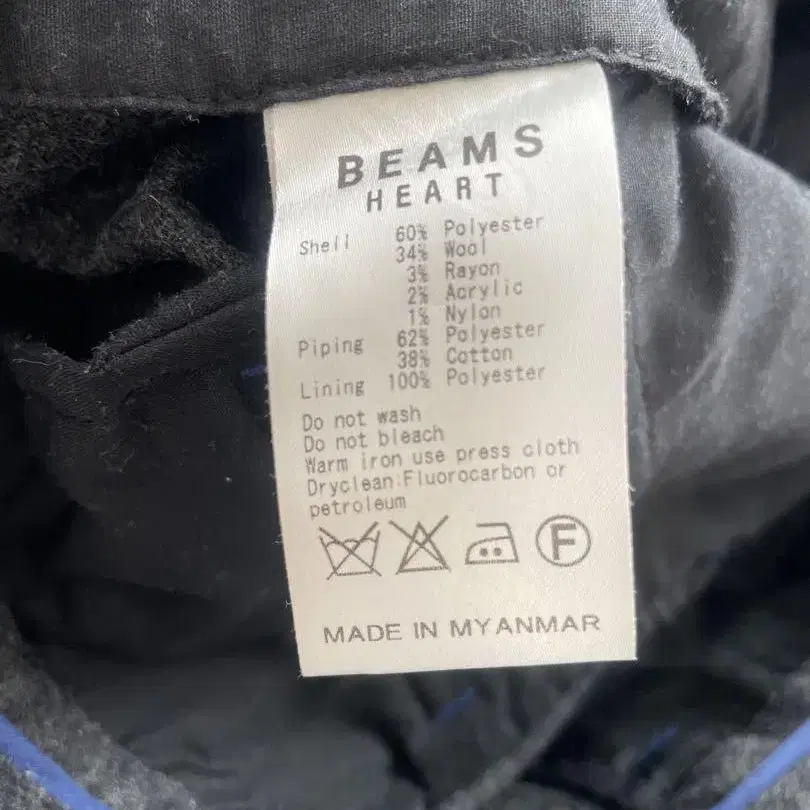 BEAMS
HEART
Shell 60% Polyester
34% Wool
3% Rayon
2% Acrylic
1% Nylon
Piping 62% Polyester
38% Cotton
Lining 100% Polyester
Do not wash
Do not bleach
Warm iron use press cloth
Dryclean:Fluorocarbon or
petroleum
F
MADE IN MYANMAR